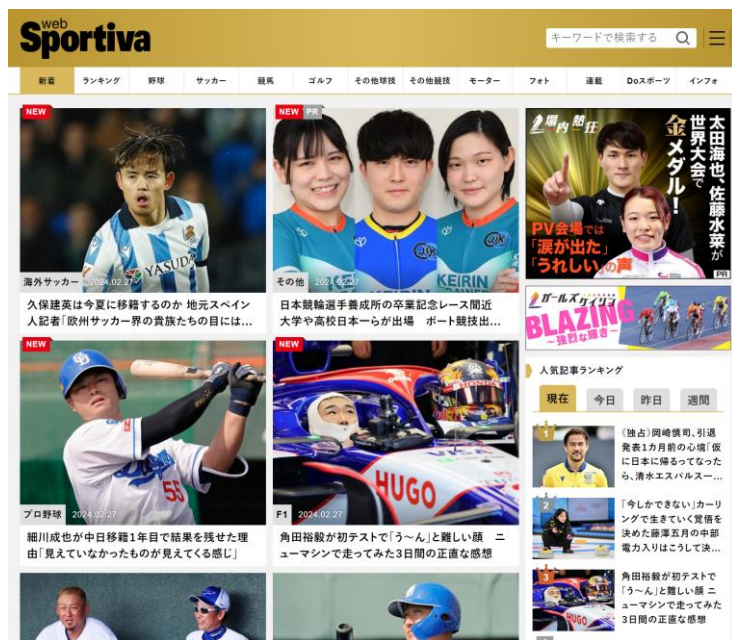 web
Sportiva
キーワードで検索する
新着
ランキング
野球
サッカー
競馬
ゴルフ
その他球技
その他競技
モーター
フォト
連載
Doスポーツ
インフォ
NEW
YASUDA
海外サッカー
2024.02.27
久保建英は今夏に移籍するのか 地元スペイン
人記者「欧州サッカー界の貴族たちの目には...
NEW PR
KEIRIN
KEIRIN
その他
2024.02.27
日本競輪選手養成所の卒業記念レース間近
大学や高校日本一らが出場　ボート競技出...
場内熱狂
太田海也、佐藤水菜が
世界大会で
金メダル!
PV会場では
「涙が出た」
「うれしい」の声
PR
ガールズケイリン
BLAZING
～強烈な輝き～
NEW
55
プロ野球
2024.02.27
細川成也が中日移籍1年目で結果を残せた理
由「見えていなかったものが見えてくる感じ」
NEW
HONDA
HUGO
F1
2024.02.27
角田裕毅が初テストで「う～ん」と難しい顔　ニ
ューマシンで走ってみた3日間の正直な感想
人気記事ランキング
現在
今日
昨日
週間
1
《独占》岡崎慎司、引退
発表1カ月前の心境「仮
に日本に帰るってなった
ら、清水エスパルスー...
2
「今しかできない」カーリ
ングで生きていく覚悟を
決めた藤澤五月の中部
電力入りはこうして決...
3
HUGO
角田裕毅が初テストで
「う～ん」と難しい顔 ニ
ューマシンで走ってみた
3日間の正直な感想